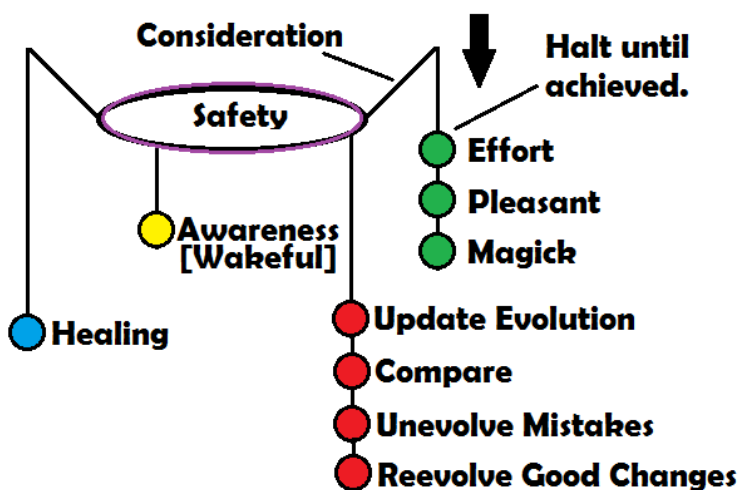 Consideration
Halt until
achieved.
Safety
Effort
Pleasant
Magick
Awareness
[Wakeful]
Healing
Update Evolution
Compare
Unevolve Mistakes
Reevolve Good Changes